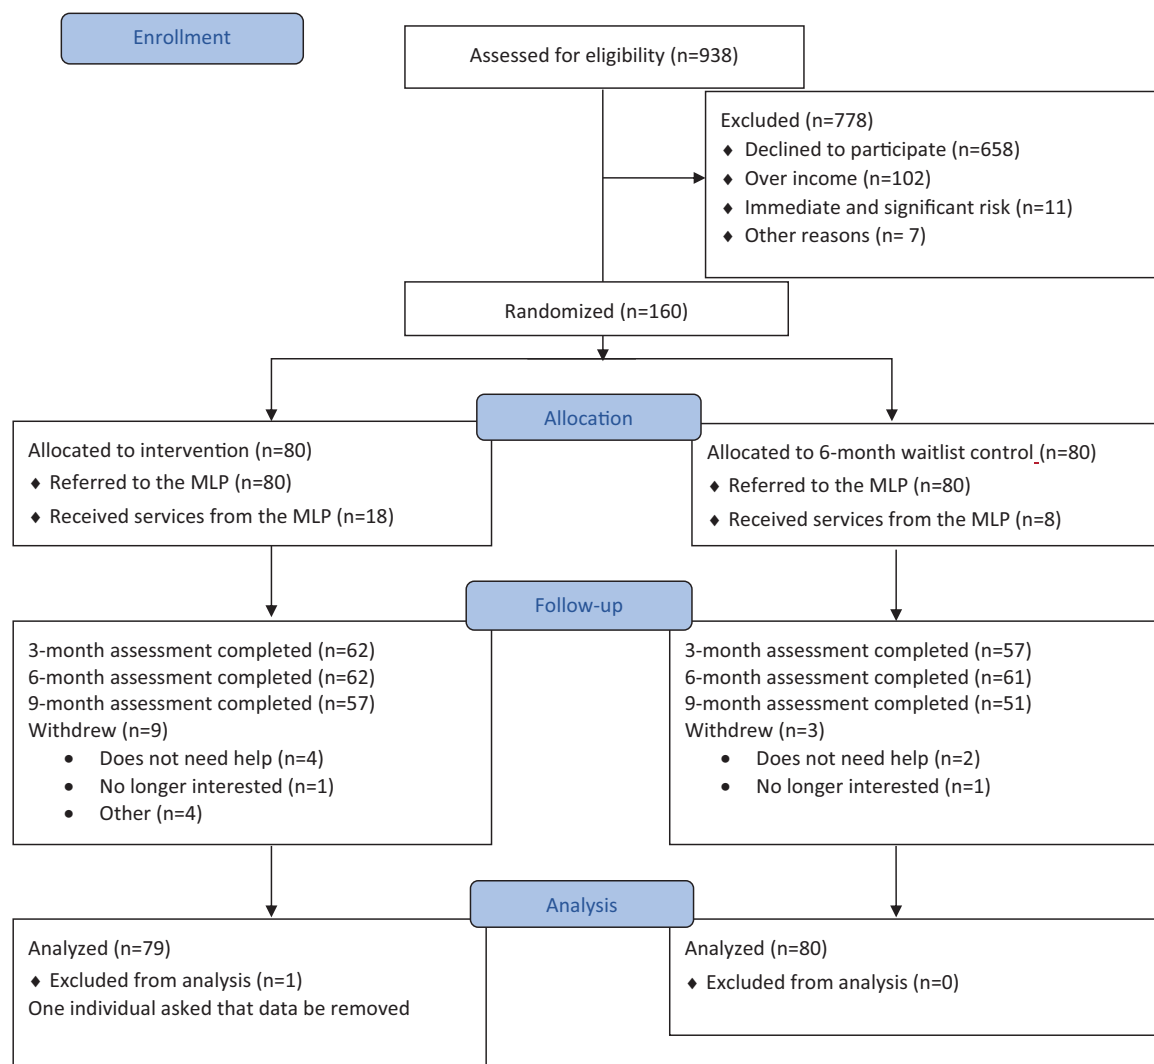 Enrollment
Assessed for eligibility (n=938)
Excluded (n=778)
♦ Declined to participate (n=658)
♦ Over income (n=102)
♦ Immediate and significant risk (n=11)
♦ Other reasons (n= 7)
Randomized (n=160)
Allocation
Allocated to intervention (n=80)
♦ Referred to the MLP (n=80)
♦ Received services from the MLP (n=18)
Allocated to 6-month waitlist control (n=80)
♦ Referred to the MLP (n=80)
♦ Received services from the MLP (n=8)
Follow-up
3-month assessment completed (n=62)
6-month assessment completed (n=62)
9-month assessment completed (n=57)
Withdrew (n=9)
• Does not need help (n=4)
• No longer interested (n=1)
• Other (n=4)
3-month assessment completed (n=57)
6-month assessment completed (n=61)
9-month assessment completed (n=51)
Withdrew (n=3)
• Does not need help (n=2)
• No longer interested (n=1)
Analysis
Analyzed (n=79)
♦ Excluded from analysis (n=1)
One individual asked that data be removed
Analyzed (n=80)
♦ Excluded from analysis (n=0)